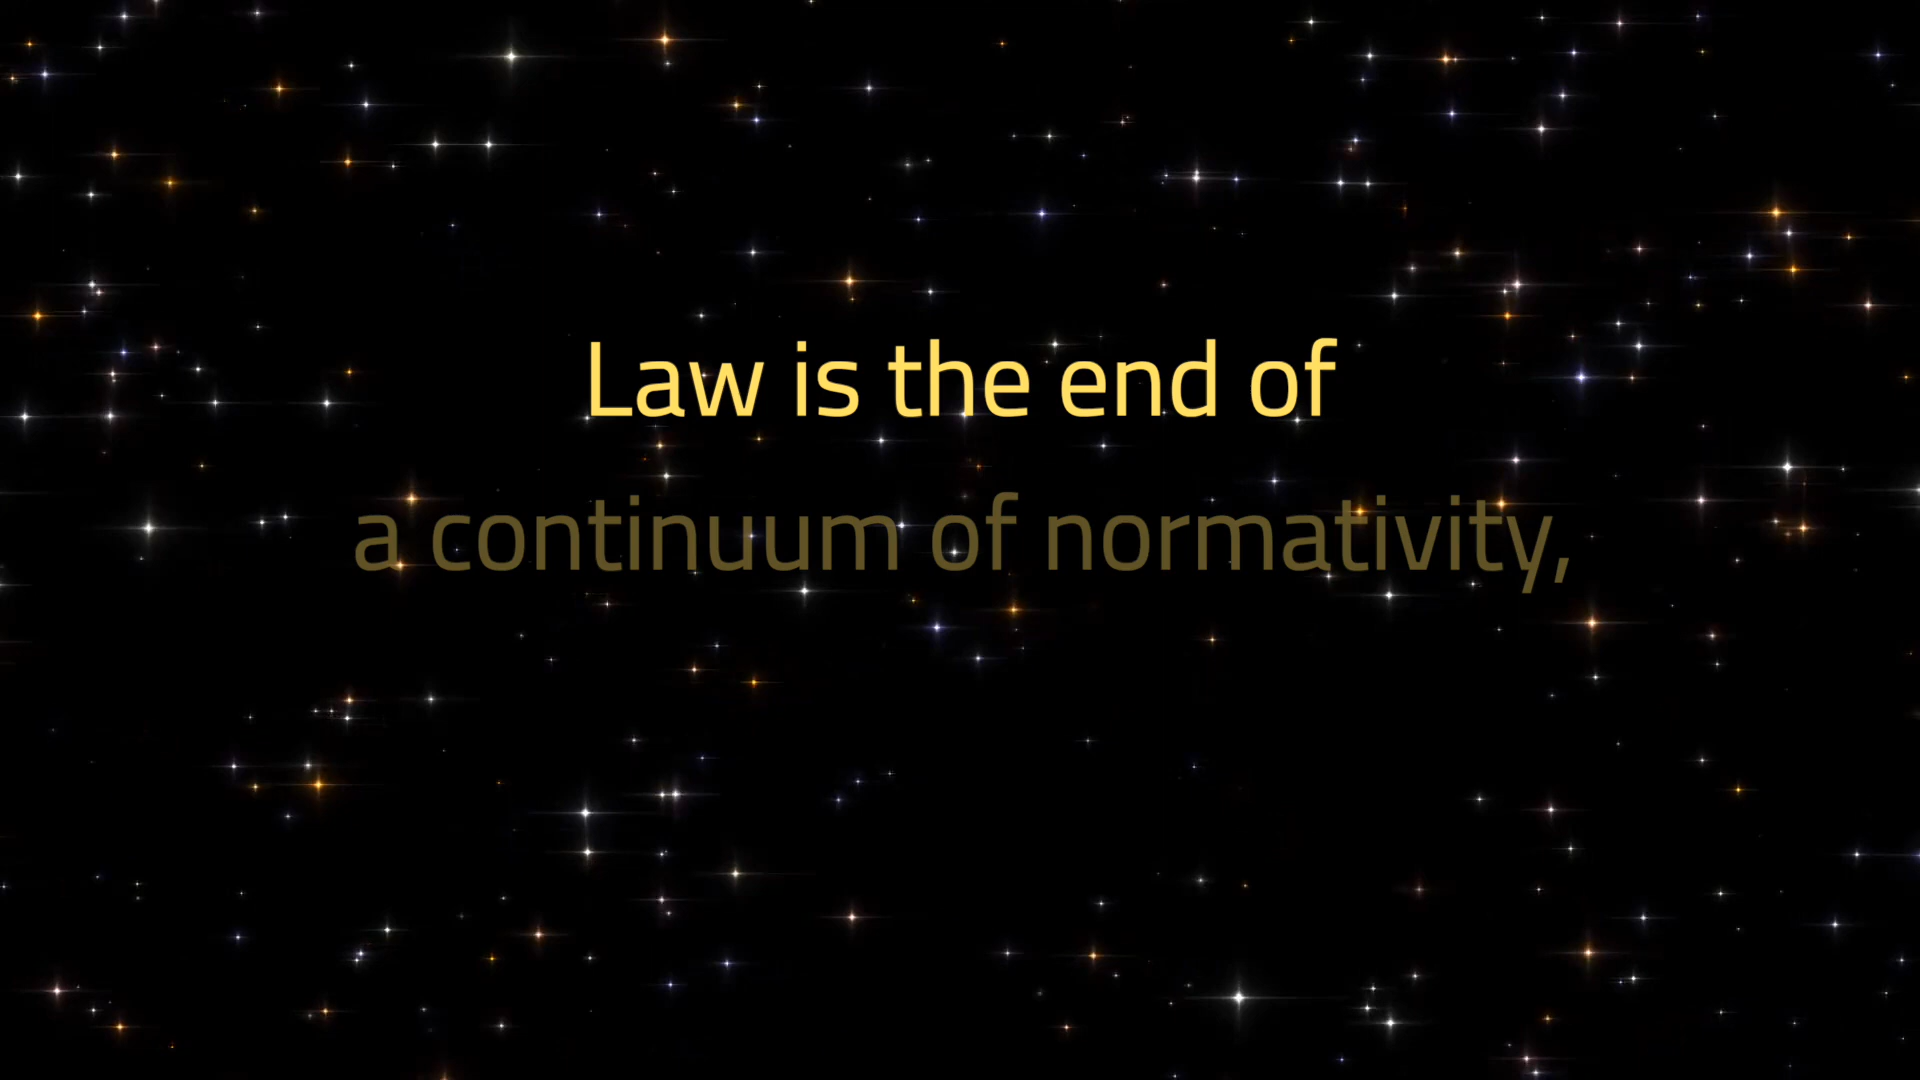 Law is the end of
a continuum of normativity,